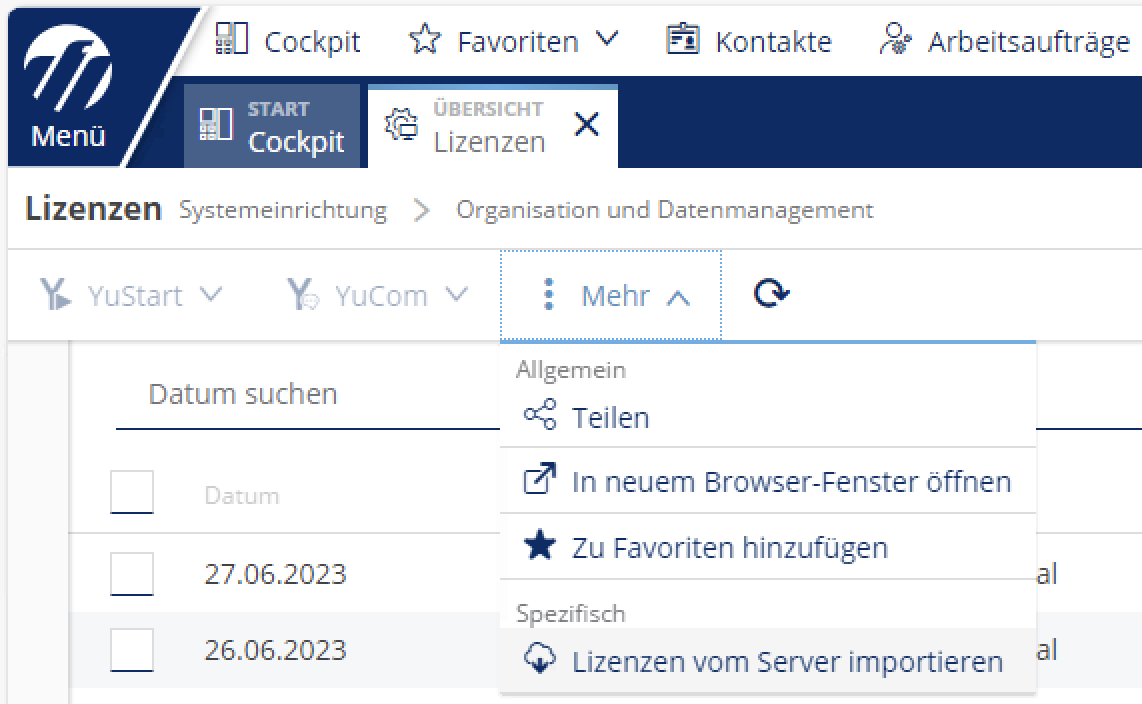 Cockpit Favoriten Kontakte Arbeitsaufträge
Menü
START
Cockpit
ÜBERSICHT
Lizenzen
Lizenzen Systemeinrichtung Organisation und Datenmanagement
YuStart YuCom Mehr
Allgemein
Datum suchen
Teilen
In neuem Browser-Fenster öffnen
Datum
Zu Favoriten hinzufügen
27.06.2023 al
Spezifisch
26.06.2023 al
Lizenzen vom Server importieren